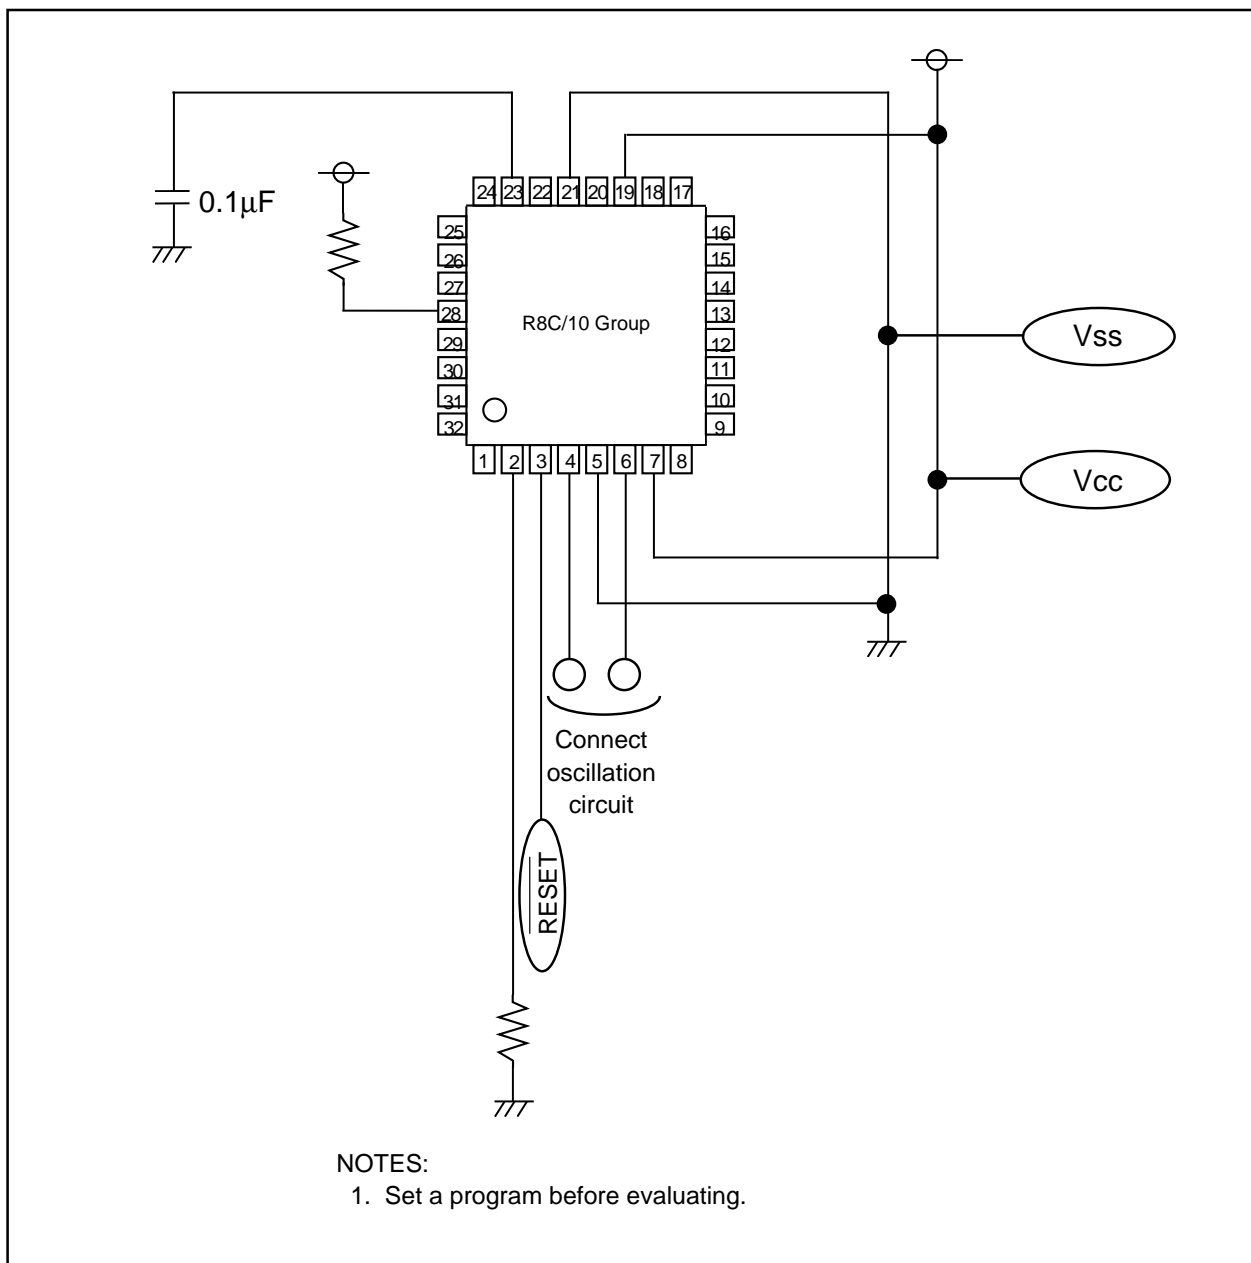 0.1μF
24 23 22 21 20 19 18 17
25
26
27
28
29
30
31
32
16
15
14
13
12
11
10
9
R8C/10 Group
1 2 3 4 5 6 7 8
Vss
Vcc
Connect
oscillation
circuit
RESET
NOTES:
1. Set a program before evaluating.